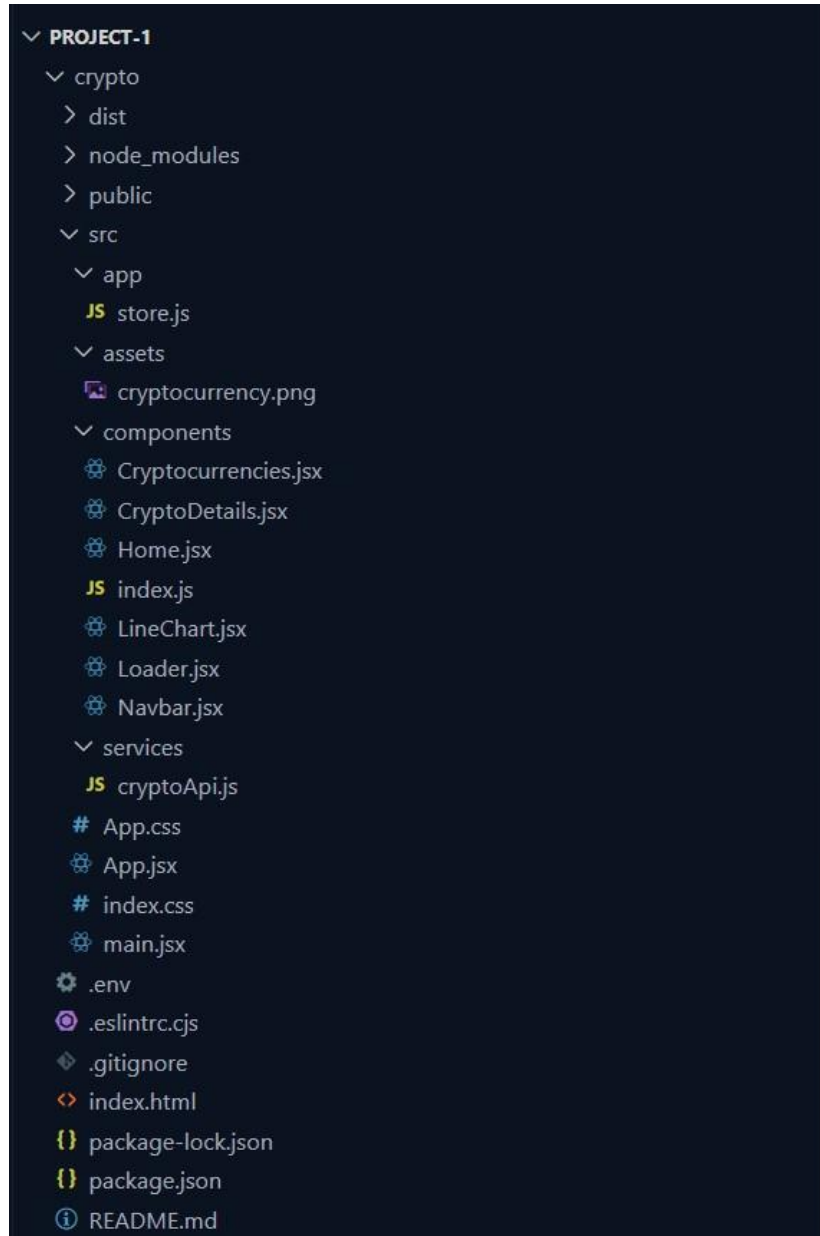 PROJECT-1
crypto
dist
node_modules
public
src
app
JS store.js
assets
cryptocurrency.png
components
Cryptocurrencies.jsx
CryptoDetails.jsx
Home.jsx
JS index.js
LineChart.jsx
Loader.jsx
Navbar.jsx
services
JS cryptoApi.js
# App.css
App.jsx
# index.css
main.jsx
.env
.eslintrc.cjs
.gitignore
<> index.html
{} package-lock.json
{} package.json
README.md